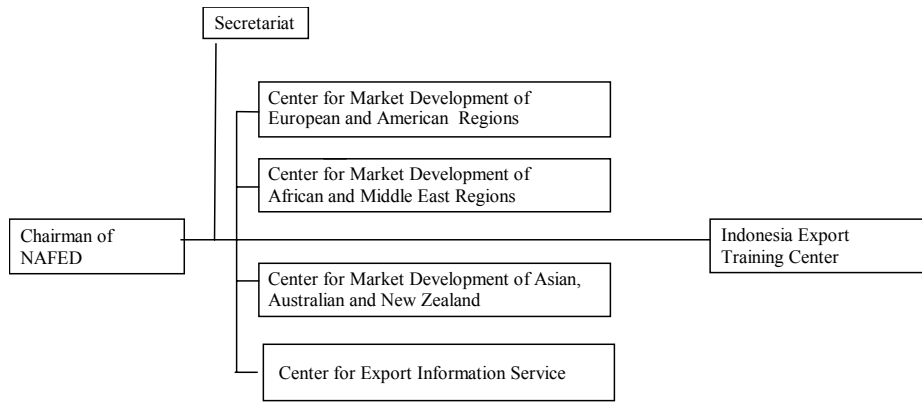 Secretariat
Center for Market Development of
European and American Regions
Center for Market Development of
African and Middle East Regions
Chairman of
NAFED
Indonesia Export
Training Center
Center for Market Development of Asian,
Australian and New Zealand
Center for Export Information Service